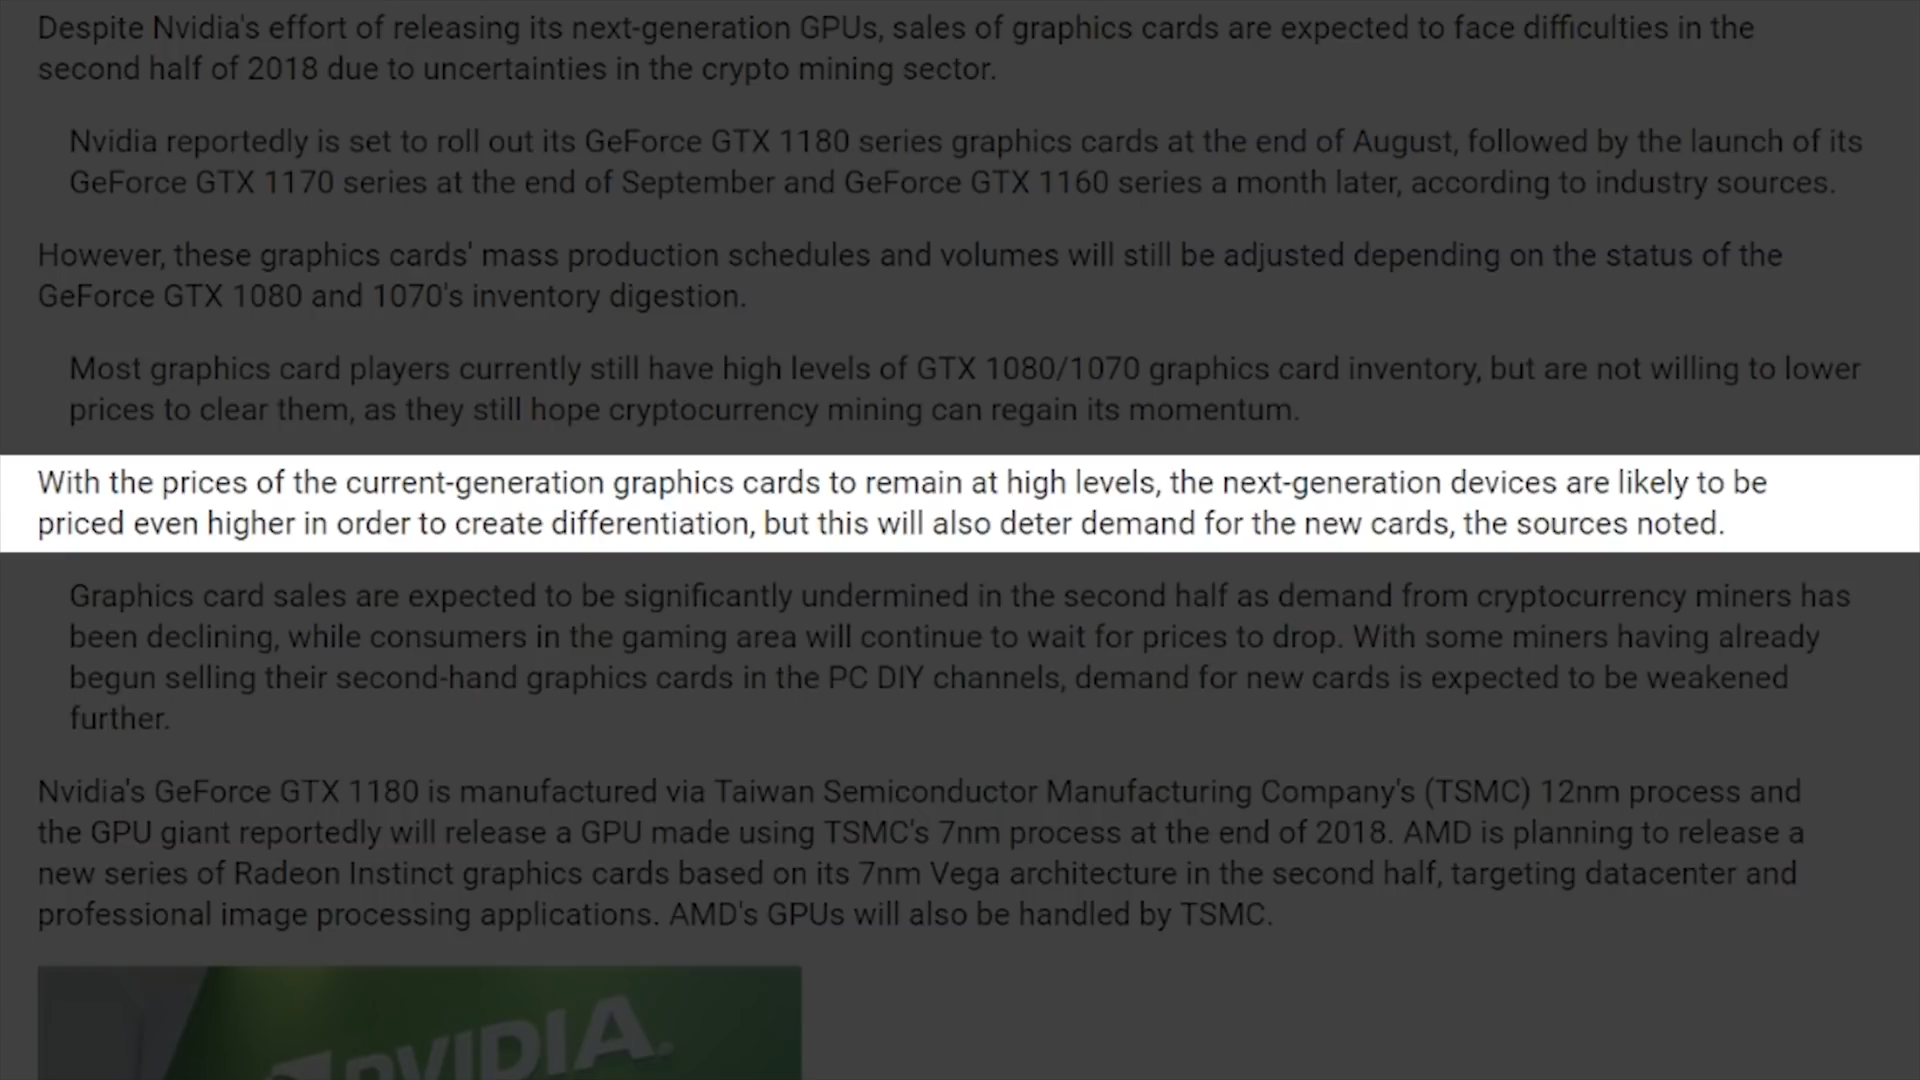 Despite Nvidia's effort of releasing its next-generation GPUs, sales of graphics cards are expected to face difficulties in the
second half of 2018 due to uncertainties in the crypto mining sector.
Nvidia reportedly is set to roll out its GeForce GTX 1180 series graphics cards at the end of August, followed by the launch of its
GeForce GTX 1170 series at the end of September and GeForce GTX 1160 series a month later, according to industry sources.
However, these graphics cards' mass production schedules and volumes will still be adjusted depending on the status of the
GeForce GTX 1080 and 1070's inventory digestion.
Most graphics card players currently still have high levels of GTX 1080/1070 graphics card inventory, but are not willing to lower
prices to clear them, as they still hope cryptocurrency mining can regain its momentum.
With the prices of the current-generation graphics cards to remain at high levels, the next-generation devices are likely to be
priced even higher in order to create differentiation, but this will also deter demand for the new cards, the sources noted.
Graphics card sales are expected to be significantly undermined in the second half as demand from cryptocurrency miners has
been declining, while consumers in the gaming area will continue to wait for prices to drop. With some miners having already
begun selling their second-hand graphics cards in the PC DIY channels, demand for new cards is expected to be weakened
further.
Nvidia's GeForce GTX 1180 is manufactured via Taiwan Semiconductor Manufacturing Company's (TSMC) 12nm process and
the GPU giant reportedly will release a GPU made using TSMC's 7nm process at the end of 2018. AMD is planning to release a
new series of Radeon Instinct graphics cards based on its 7nm Vega architecture in the second half, targeting datacenter and
professional image processing applications. AMD's GPUs will also be handled by TSMC.
NVIDIA.